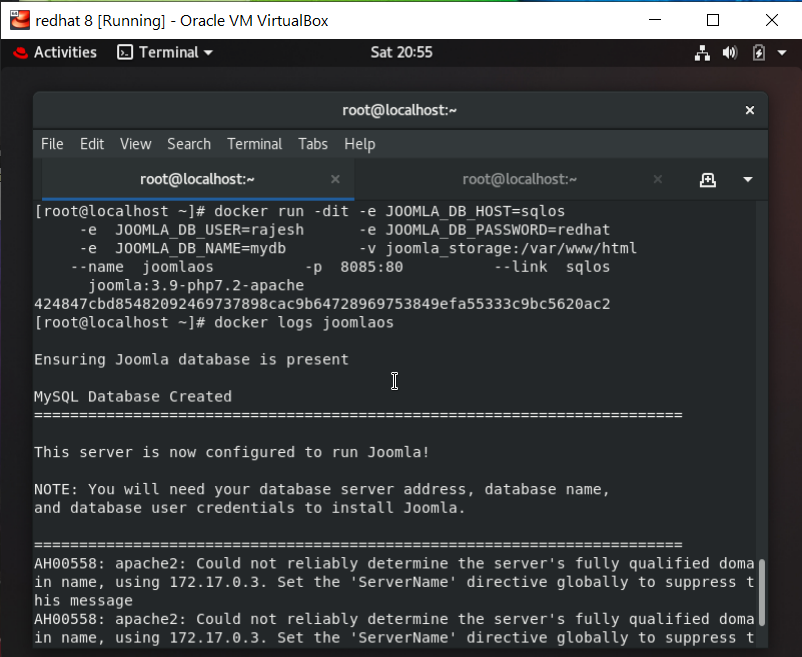 redhat 8 [Running] - Oracle VM VirtualBox
Activities Terminal Sat 20:55
root@localhost:~
File Edit View Search Terminal Tabs Help
root@localhost:~ root@localhost:~
[root@localhost ~]# docker run -dit -e JOOMLA_DB_HOST=sqlos
-e JOOMLA_DB_USER=rajesh -e JOOMLA_DB_PASSWORD=redhat
-e JOOMLA_DB_NAME=mydb -v joomla_storage:/var/www/html
--name joomlaos -p 8085:80 --link sqlos
joomla:3.9-php7.2-apache
424847cbd85482092469737898cac9b64728969753849efa55333c9bc5620ac2
[root@localhost ~]# docker logs joomlaos
Ensuring Joomla database is present
MySQL Database Created
========================================================================
This server is now configured to run Joomla!
NOTE: You will need your database server address, database name,
and database user credentials to install Joomla.
========================================================================
AH00558: apache2: Could not reliably determine the server's fully qualified doma
in name, using 172.17.0.3. Set the 'ServerName' directive globally to suppress t
his message
AH00558: apache2: Could not reliably determine the server's fully qualified doma
in name, using 172.17.0.3. Set the 'ServerName' directive globally to suppress t